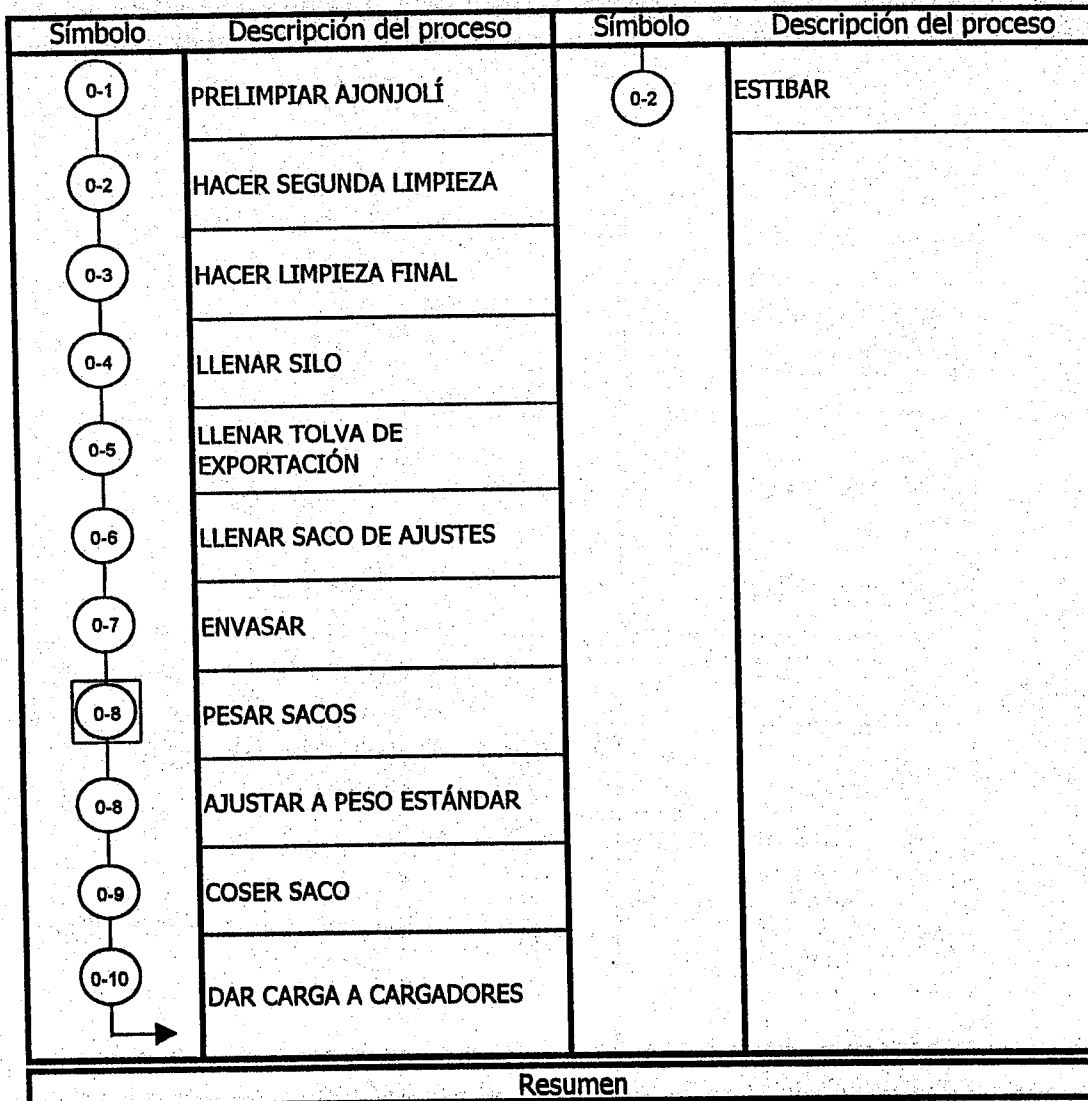 Símbolo Descripción del proceso Símbolo Descripción del proceso
0-1 PRELIMPIAR AJONJOLÍ
0-2 HACER SEGUNDA LIMPIEZA
0-3 HACER LIMPIEZA FINAL
0-4 LLENAR SILO
0-5 LLENAR TOLVA DE
EXPORTACIÓN
0-6 LLENAR SACO DE AJUSTES
0-7 ENVASAR
0-8 PESAR SACOS
0-8 AJUSTAR A PESO ESTÁNDAR
0-9 COSER SACO
0-10 DAR CARGA A CARGADORES
0-2 ESTIBAR
Resumen